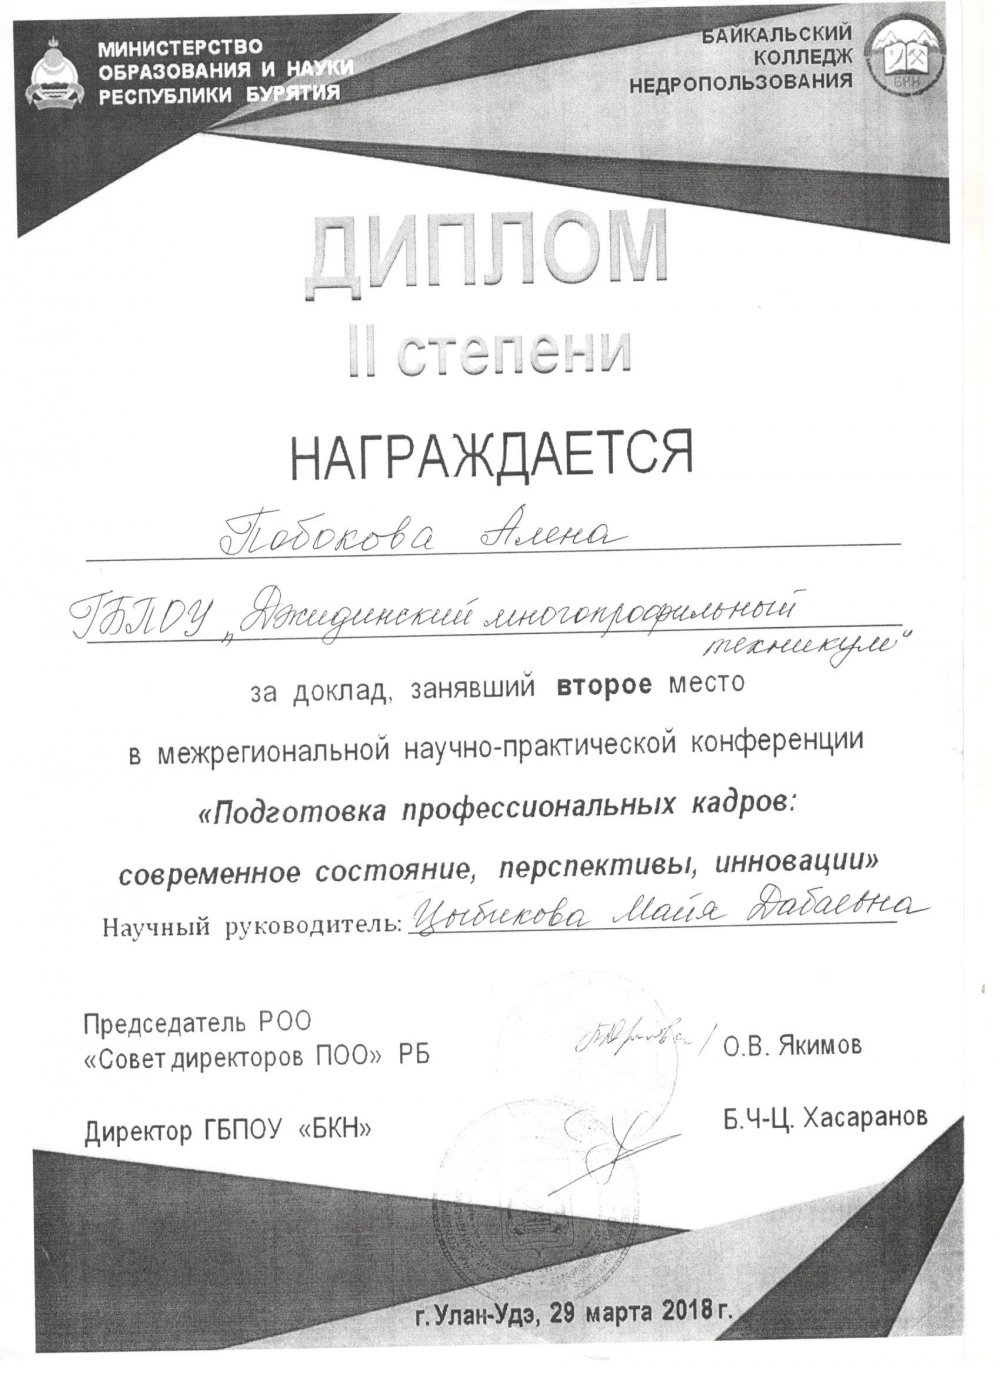 МИНИСТЕРСТВО
ОБРАЗОВАНИЯ И НАУКИ
РЕСПУБЛИКИ БУРЯТИЯ
БАЙКАЛЬСКИЙ
КОЛЛЕДЖ
НЕДРОПОЛЬЗОВАНИЯ
БКН
ДИПЛОМ
II степени
НАГРАЖДАЕТСЯ
Побокова Алена
ГБПОУ „Джидинский многопрофильный
техникум"
за доклад, занявший второе место
в межрегиональной научно-практической конференции
«Подготовка профессиональных кадров:
современное состояние, перспективы, инновации»
Научный руководитель: Цыбикова Майя Дабаевна
Председатель РОО
«Совет директоров ПОО» РБ
/ О.В. Якимов
Директор ГБПОУ «БКН»
Б.Ч-Ц. Хасаранов
г. Улан-Удэ, 29 марта 2018 г.